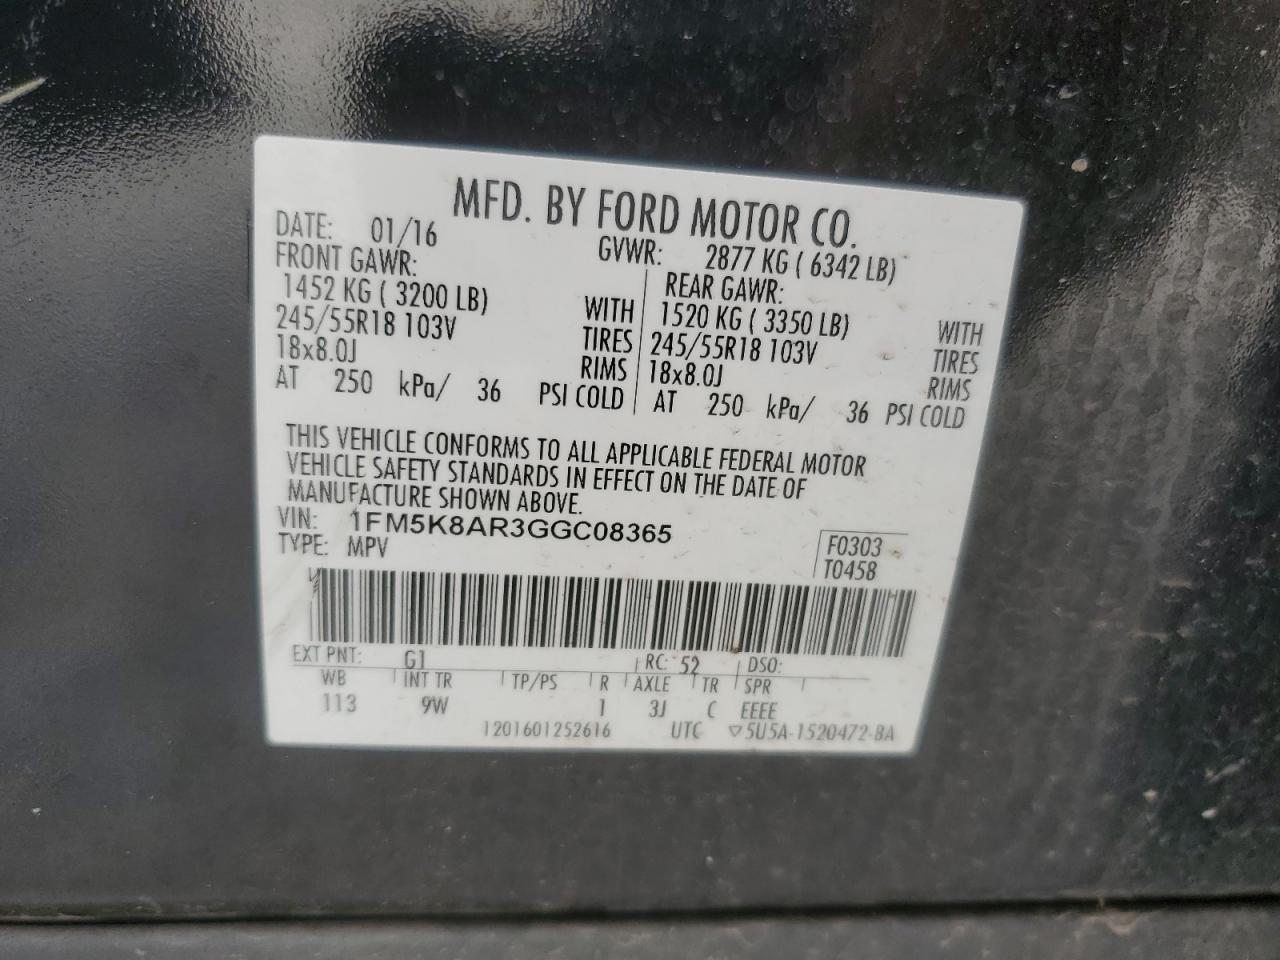 MFD. BY FORD MOTOR CO.
DATE: 01/16 GVWR: 2877 KG ( 6342 LB)
FRONT GAWR: REAR GAWR:
1452 KG ( 3200 LB) WITH 1520 KG ( 3350 LB) WITH
245/55R18 103V TIRES 245/55R18 103V TIRES
18x8.0J RIMS 18x8.0J RIMS
AT 250 kPa/ 36 PSI COLD AT 250 kPa/ 36 PSI COLD
THIS VEHICLE CONFORMS TO ALL APPLICABLE FEDERAL MOTOR
VEHICLE SAFETY STANDARDS IN EFFECT ON THE DATE OF
MANUFACTURE SHOWN ABOVE.
VIN: 1FM5K8AR3GGC08365 F0303
TYPE: MPV T0458
EXT PNT: G1 RC: 52 DSO:
WB INT TR TP/PS R AXLE TR SPR
113 9W 1 3J C EEEE
1201601252616 UTC ▽5U5A-1520472-BA